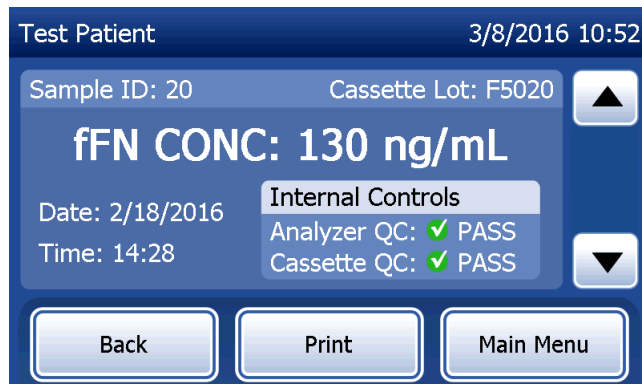 Test Patient 3/8/2016 10:52
Sample ID: 20 Cassette Lot: F5020
fFN CONC: 130 ng/mL
Date: 2/18/2016
Time: 14:28
Internal Controls
Analyzer QC: PASS
Cassette QC: PASS
Back Print Main Menu